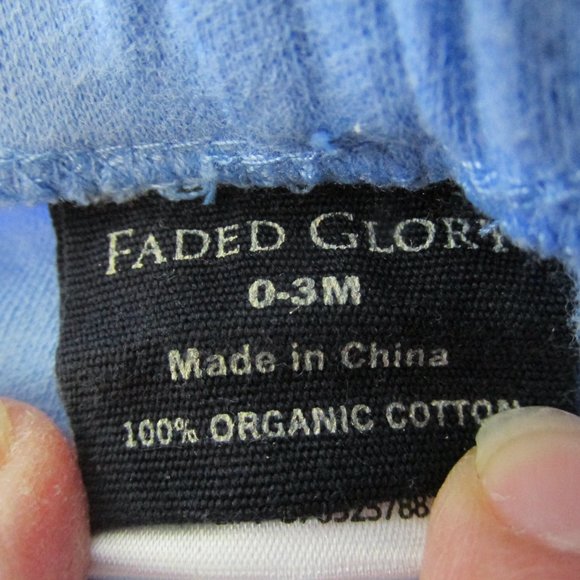 FADED GLORY
0-3M
Made in China
100% ORGANIC COTTON